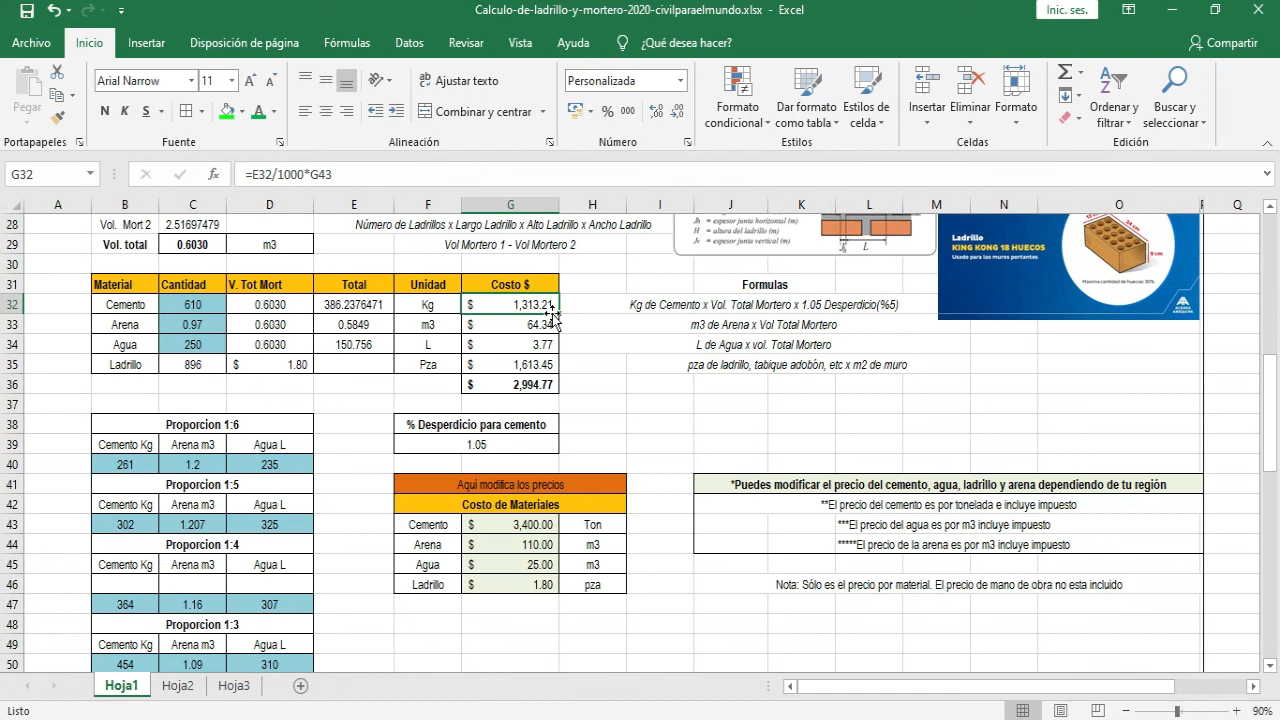 Calculo-de-ladrillo-y-mortero-2020-civilparaelmundo.xlsx - Excel
Inic. ses.
Archivo Inicio Insertar Disposición de página Fórmulas Datos Revisar Vista Ayuda ¿Qué desea hacer? Compartir
Pegar
Arial Narrow 11
N K S
Ajustar texto
Combinar y centrar
Personalizada
% 000
Formato condicional
Dar formato como tabla
Estilos de celda
Insertar Eliminar Formato
Ordenar y filtrar
Buscar y seleccionar
Portapapeles Fuente Alineación Número Estilos Celdas Edición
G32 fx =E32/1000*G43
A B C D E F G H I J K L M N O Q
28 Vol. Mort 2 2.51697479 Número de Ladrillos x Largo Ladrillo x Alto Ladrillo x Ancho Ladrillo
29 Vol. total 0.6030 m3 Vol Mortero 1 - Vol Mortero 2
Jh = espesor junta horizontal (m)
H = altura del ladrillo (m)
Jv = espesor junta vertical (m)
L
Ladrillo
KING KONG 18 HUECOS
Usado para los muros portantes
Máxima cantidad de huecos: 30%
ACEROS AREQUIPA
30
31 Material Cantidad V. Tot Mort Total Unidad Costo $ Formulas
32 Cemento 610 0.6030 386.2376471 Kg $ 1,313.21 Kg de Cemento x Vol. Total Mortero x 1.05 Desperdicio(%5)
33 Arena 0.97 0.6030 0.5849 m3 $ 64.34 m3 de Arena x Vol Total Mortero
34 Agua 250 0.6030 150.756 L $ 3.77 L de Agua x vol. Total Mortero
35 Ladrillo 896 $ 1.80 Pza $ 1,613.45 pza de ladrillo, tabique adobón, etc x m2 de muro
36 $ 2,994.77
37
38 Proporcion 1:6 % Desperdicio para cemento
39 Cemento Kg Arena m3 Agua L 1.05
40 261 1.2 235
41 Proporcion 1:5 Aqui modifica los precios *Puedes modificar el precio del cemento, agua, ladrillo y arena dependiendo de tu región
42 Cemento Kg Arena m3 Agua L Costo de Materiales **El precio del cemento es por tonelada e incluye impuesto
43 302 1.207 325 Cemento $ 3,400.00 Ton ***El precio del agua es por m3 incluye impuesto
44 Proporcion 1:4 Arena $ 110.00 m3 *****El precio de la arena es por m3 incluye impuesto
45 Cemento Kg Arena m3 Agua L Agua $ 25.00 m3
46 Ladrillo $ 1.80 pza Nota: Sólo es el precio por material. El precio de mano de obra no esta incluido
47 364 1.16 307
48 Proporcion 1:3
49 Cemento Kg Arena m3 Agua L
50 454 1.09 310
Hoja1 Hoja2 Hoja3
Listo 90%